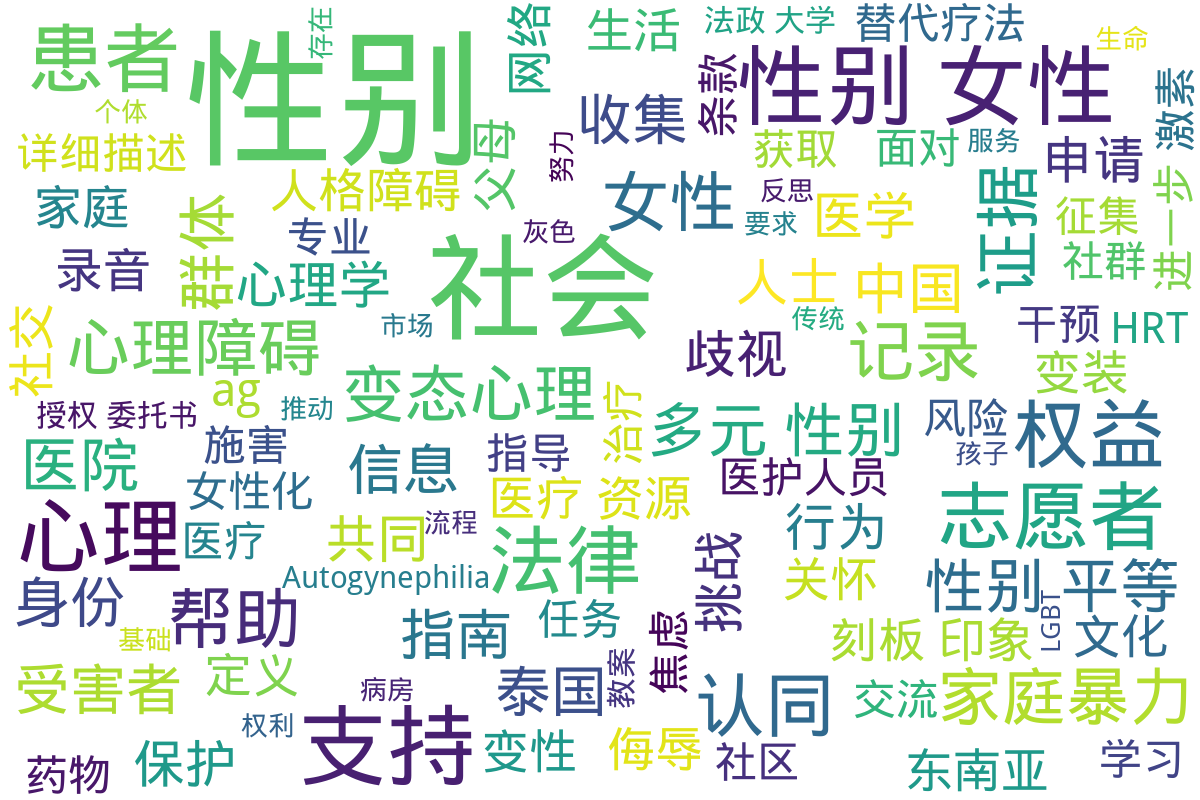 患者
性别
存在
网络
生活
法政 大学
替代疗法
生命
个体
详细描述
父母
努力
收集
条款
性别 女性
激素
获取
面对
服务
申请
家庭
群体
人格障碍
专业
灰色
女性
反思
要求
医学
证据
征集
进一步
录音
心理学
社会
人士
中国
社群
社交
心理障碍
市场
歧视
传统
记录
干预
HRT
ag
变态心理
变装
授权 委托书
推动
治疗
多元 性别
风险
权益
孩子
医院
施害
信息
指导
医护人员
女性化
医疗 资源
志愿者
心理
医疗
共同
流程
法律
挑战
行为
Autogynephilia
关怀
性别 平等
LGBT
身份
帮助
指南
任务
焦虑
刻板 印象
文化
基础
受害者
定义
病房
泰国
教案
认同
交流
家庭暴力
权利
支持
变性
侮辱
社区
药物
保护
东南亚
学习